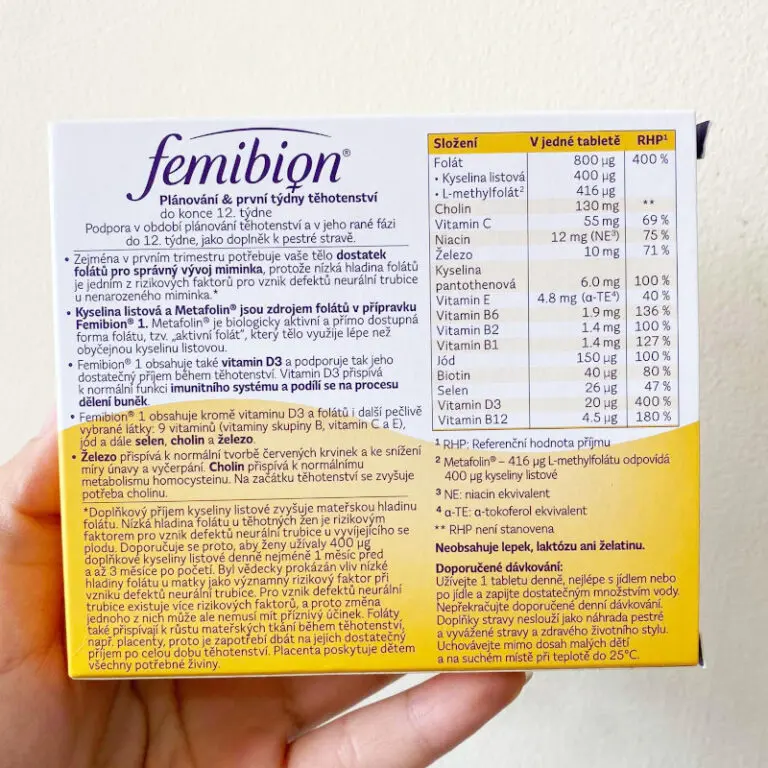 femibion®
Plánování & první týdny těhotenství
do konce 12. týdne
Podpora v období plánování těhotenství a v jeho rané fázi
do 12. týdne, jako doplněk k pestré stravě.
• Zejména v prvním trimestru potřebuje vaše tělo dostatek
folátů pro správný vývoj miminka, protože nízká hladina folátů
je jedním z rizikových faktorů pro vznik defektů neurální trubice
u nenarozeného miminka.*
• Kyselina listová a Metafolin® jsou zdrojem folátů v přípravku
Femibion® 1. Metafolin® je biologicky aktivní a přímo dostupná
forma folátu, tzv. „aktivní folát“, který tělo využije lépe než
obyčejnou kyselinu listovou.
• Femibion® 1 obsahuje také vitamin D3 a podporuje tak jeho
dostatečný příjem během těhotenství. Vitamin D3 přispívá
k normální funkci imunitního systému a podílí se na procesu
dělení buněk.
• Femibion® 1 obsahuje kromě vitaminu D3 a folátů i další pečlivě
vybrané látky: 9 vitaminů (vitaminy skupiny B, vitamin C a E),
jód a dále selen, cholin a železo.
• Železo přispívá k normální tvorbě červených krvinek a ke snížení
míry únavy a vyčerpání. Cholin přispívá k normálnímu
metabolismu homocysteinu. Na začátku těhotenství se zvyšuje
potřeba cholinu.
*Doplňkový příjem kyseliny listové zvyšuje mateřskou hladinu
folátu. Nízká hladina folátu u těhotných žen je rizikovým
faktorem pro vznik defektů neurální trubice u vyvíjejícího se
plodu. Doporučuje se proto, aby ženy užívaly 400 µg
doplňkové kyseliny listové denně nejméně 1 měsíc před
a až 3 měsíce po početí. Byl vědecky prokázán vliv nízké
hladiny folátu u matky jako významný rizikový faktor při
vzniku defektů neurální trubice. Pro vznik defektů neurální
trubice existuje více rizikových faktorů, a proto změna
jednoho z nich může ale nemusí mít příznivý účinek. Foláty
také přispívají k růstu mateřských tkání během těhotenství,
např. placenty, proto je zapotřebí dbát na jejich dostatečný
příjem po celou dobu těhotenství. Placenta poskytuje dětem
všechny potřebné živiny.
Složení V jedné tabletě RHP¹
Folát 800 µg 400 %
• Kyselina listová 400 µg
• L-methylfolát² 416 µg
Cholin 130 mg **
Vitamin C 55 mg 69 %
Niacin 12 mg (NE³) 75 %
Železo 10 mg 71 %
Kyselina
pantothenová 6.0 mg 100 %
Vitamin E 4.8 mg (α-TE⁴) 40 %
Vitamin B6 1.9 mg 136 %
Vitamin B2 1.4 mg 100 %
Vitamin B1 1.4 mg 127 %
Jód 150 µg 100 %
Biotin 40 µg 80 %
Selen 26 µg 47 %
Vitamin D3 20 µg 400 %
Vitamin B12 4.5 µg 180 %
¹ RHP: Referenční hodnota příjmu
² Metafolin® – 416 µg L-methylfolátu odpovídá
400 µg kyseliny listové
³ NE: niacin ekvivalent
⁴ α-TE: α-tokoferol ekvivalent
** RHP není stanovena
Neobsahuje lepek, laktózu ani želatinu.
Doporučené dávkování:
Užívejte 1 tabletu denně, nejlépe s jídlem nebo
po jídle a zapijte dostatečným množstvím vody.
Nepřekračujte doporučené denní dávkování.
Doplňky stravy neslouží jako náhrada pestré
a vyvážené stravy a zdravého životního stylu.
Uchovávejte mimo dosah malých dětí
a na suchém místě při teplotě do 25°C.